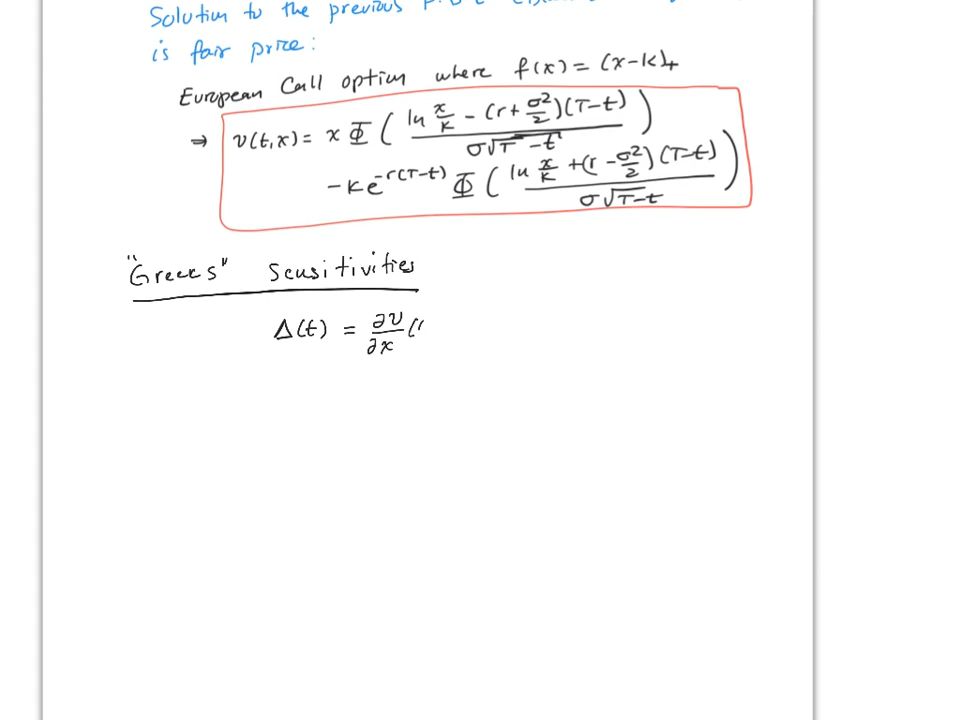 Solution to the previous
is fair price:
European Call option where f(x) = (x-k)+
⇒ v(t,x) = x Φ ( ln x/k - (r + σ²/2)(T-t) / σ√T-t )
- k e^-r(T-t) Φ ( ln x/k + (r - σ²/2)(T-t) / σ√T-t )
"Greeks" Sensitivities
Δ(t) = ∂v/∂x (